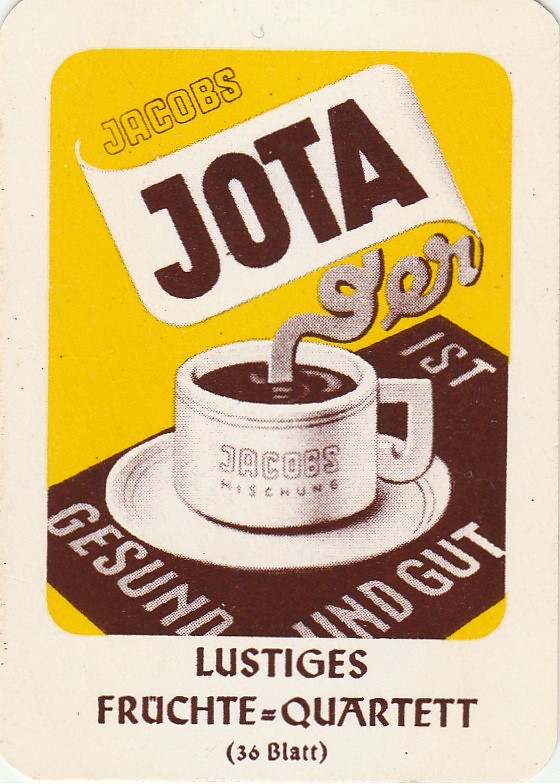 JACOBS
JOTA
ger
IST
JACOBS
MISCHUNG
GESUND UND GUT
LUSTIGES
FRÜCHTE=QUARTETT
(36 Blatt)